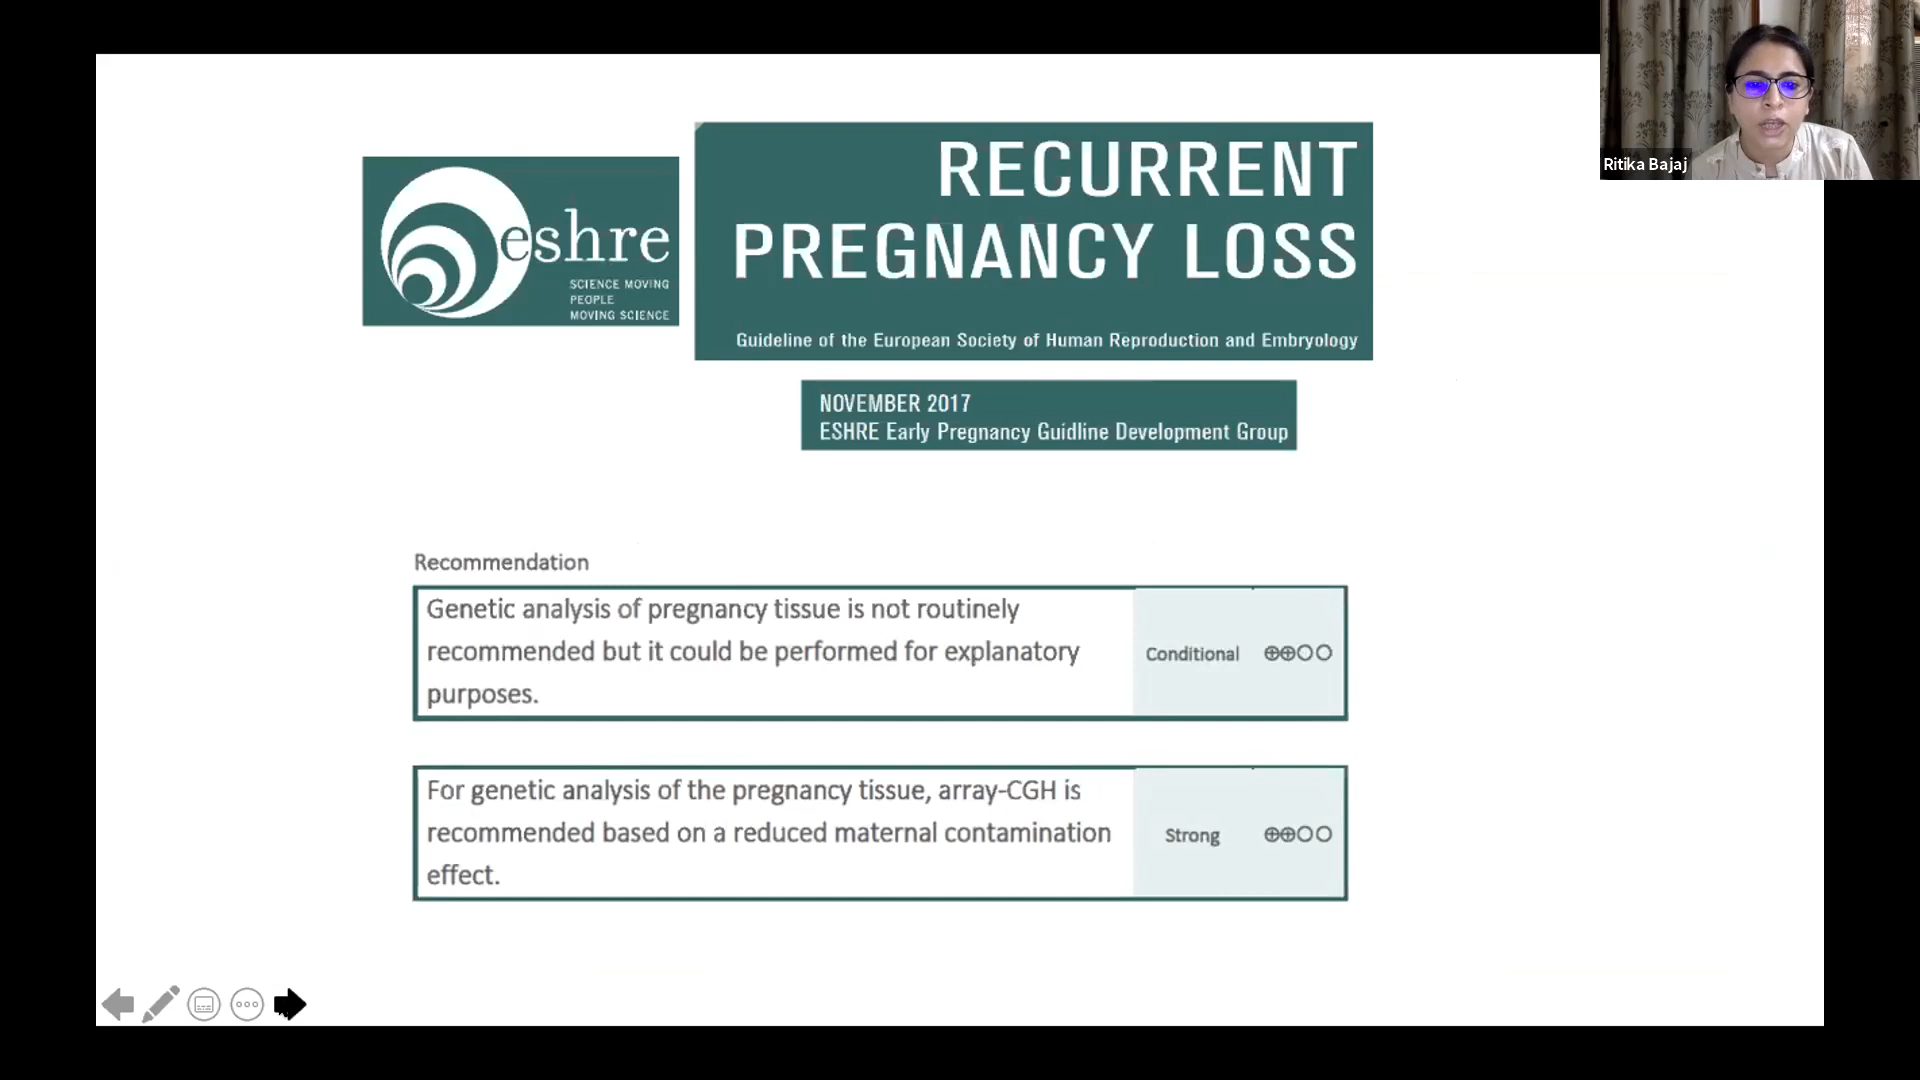 Ritika Bajaj
eshre
SCIENCE MOVING
PEOPLE
MOVING SCIENCE
RECURRENT
PREGNANCY LOSS
Guideline of the European Society of Human Reproduction and Embryology
NOVEMBER 2017
ESHRE Early Pregnancy Guidline Development Group
Recommendation
Genetic analysis of pregnancy tissue is not routinely
recommended but it could be performed for explanatory
purposes.
Conditional ⊕⊕○○
For genetic analysis of the pregnancy tissue, array-CGH is
recommended based on a reduced maternal contamination
effect.
Strong ⊕⊕○○